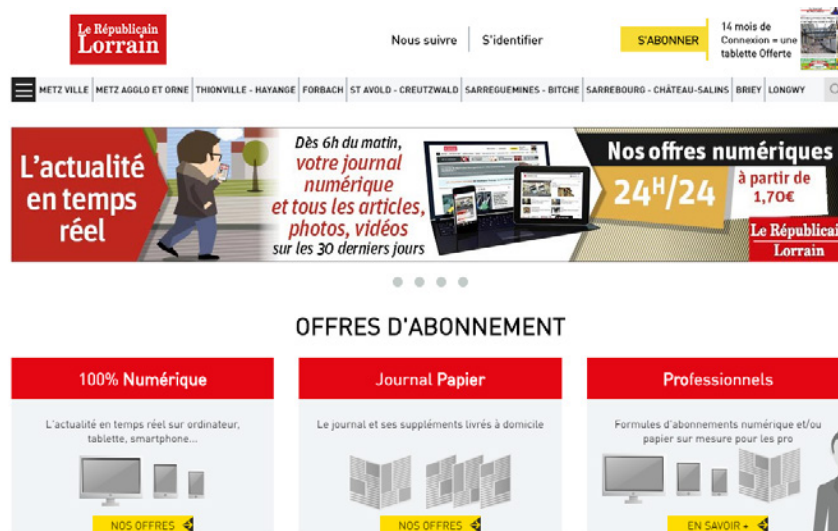 Le Républicain
Lorrain
Nous suivre
S'identifier
S'ABONNER
14 mois de
Connexion = une
tablette Offerte
METZ VILLE
METZ AGGLO ET ORNE
THIONVILLE - HAYANGE
FORBACH
ST AVOLD - CREUTZWALD
SARREGUEMINES - BITCHE
SARREBOURG - CHÂTEAU-SALINS
BRIEY
LONGWY
L'actualité
en temps
réel
Dès 6h du matin,
votre journal
numérique
et tous les articles,
photos, vidéos
sur les 30 derniers jours
Nos offres numériques
24H/24
à partir de
1,70€
Le Républicai
Lorrain
OFFRES D'ABONNEMENT
100% Numérique
L'actualité en temps réel sur ordinateur,
tablette, smartphone...
NOS OFFRES
Journal Papier
Le journal et ses suppléments livrés à domicile
NOS OFFRES
Professionnels
Formules d'abonnements numérique et/ou
papier sur mesure pour les pro
EN SAVOIR +